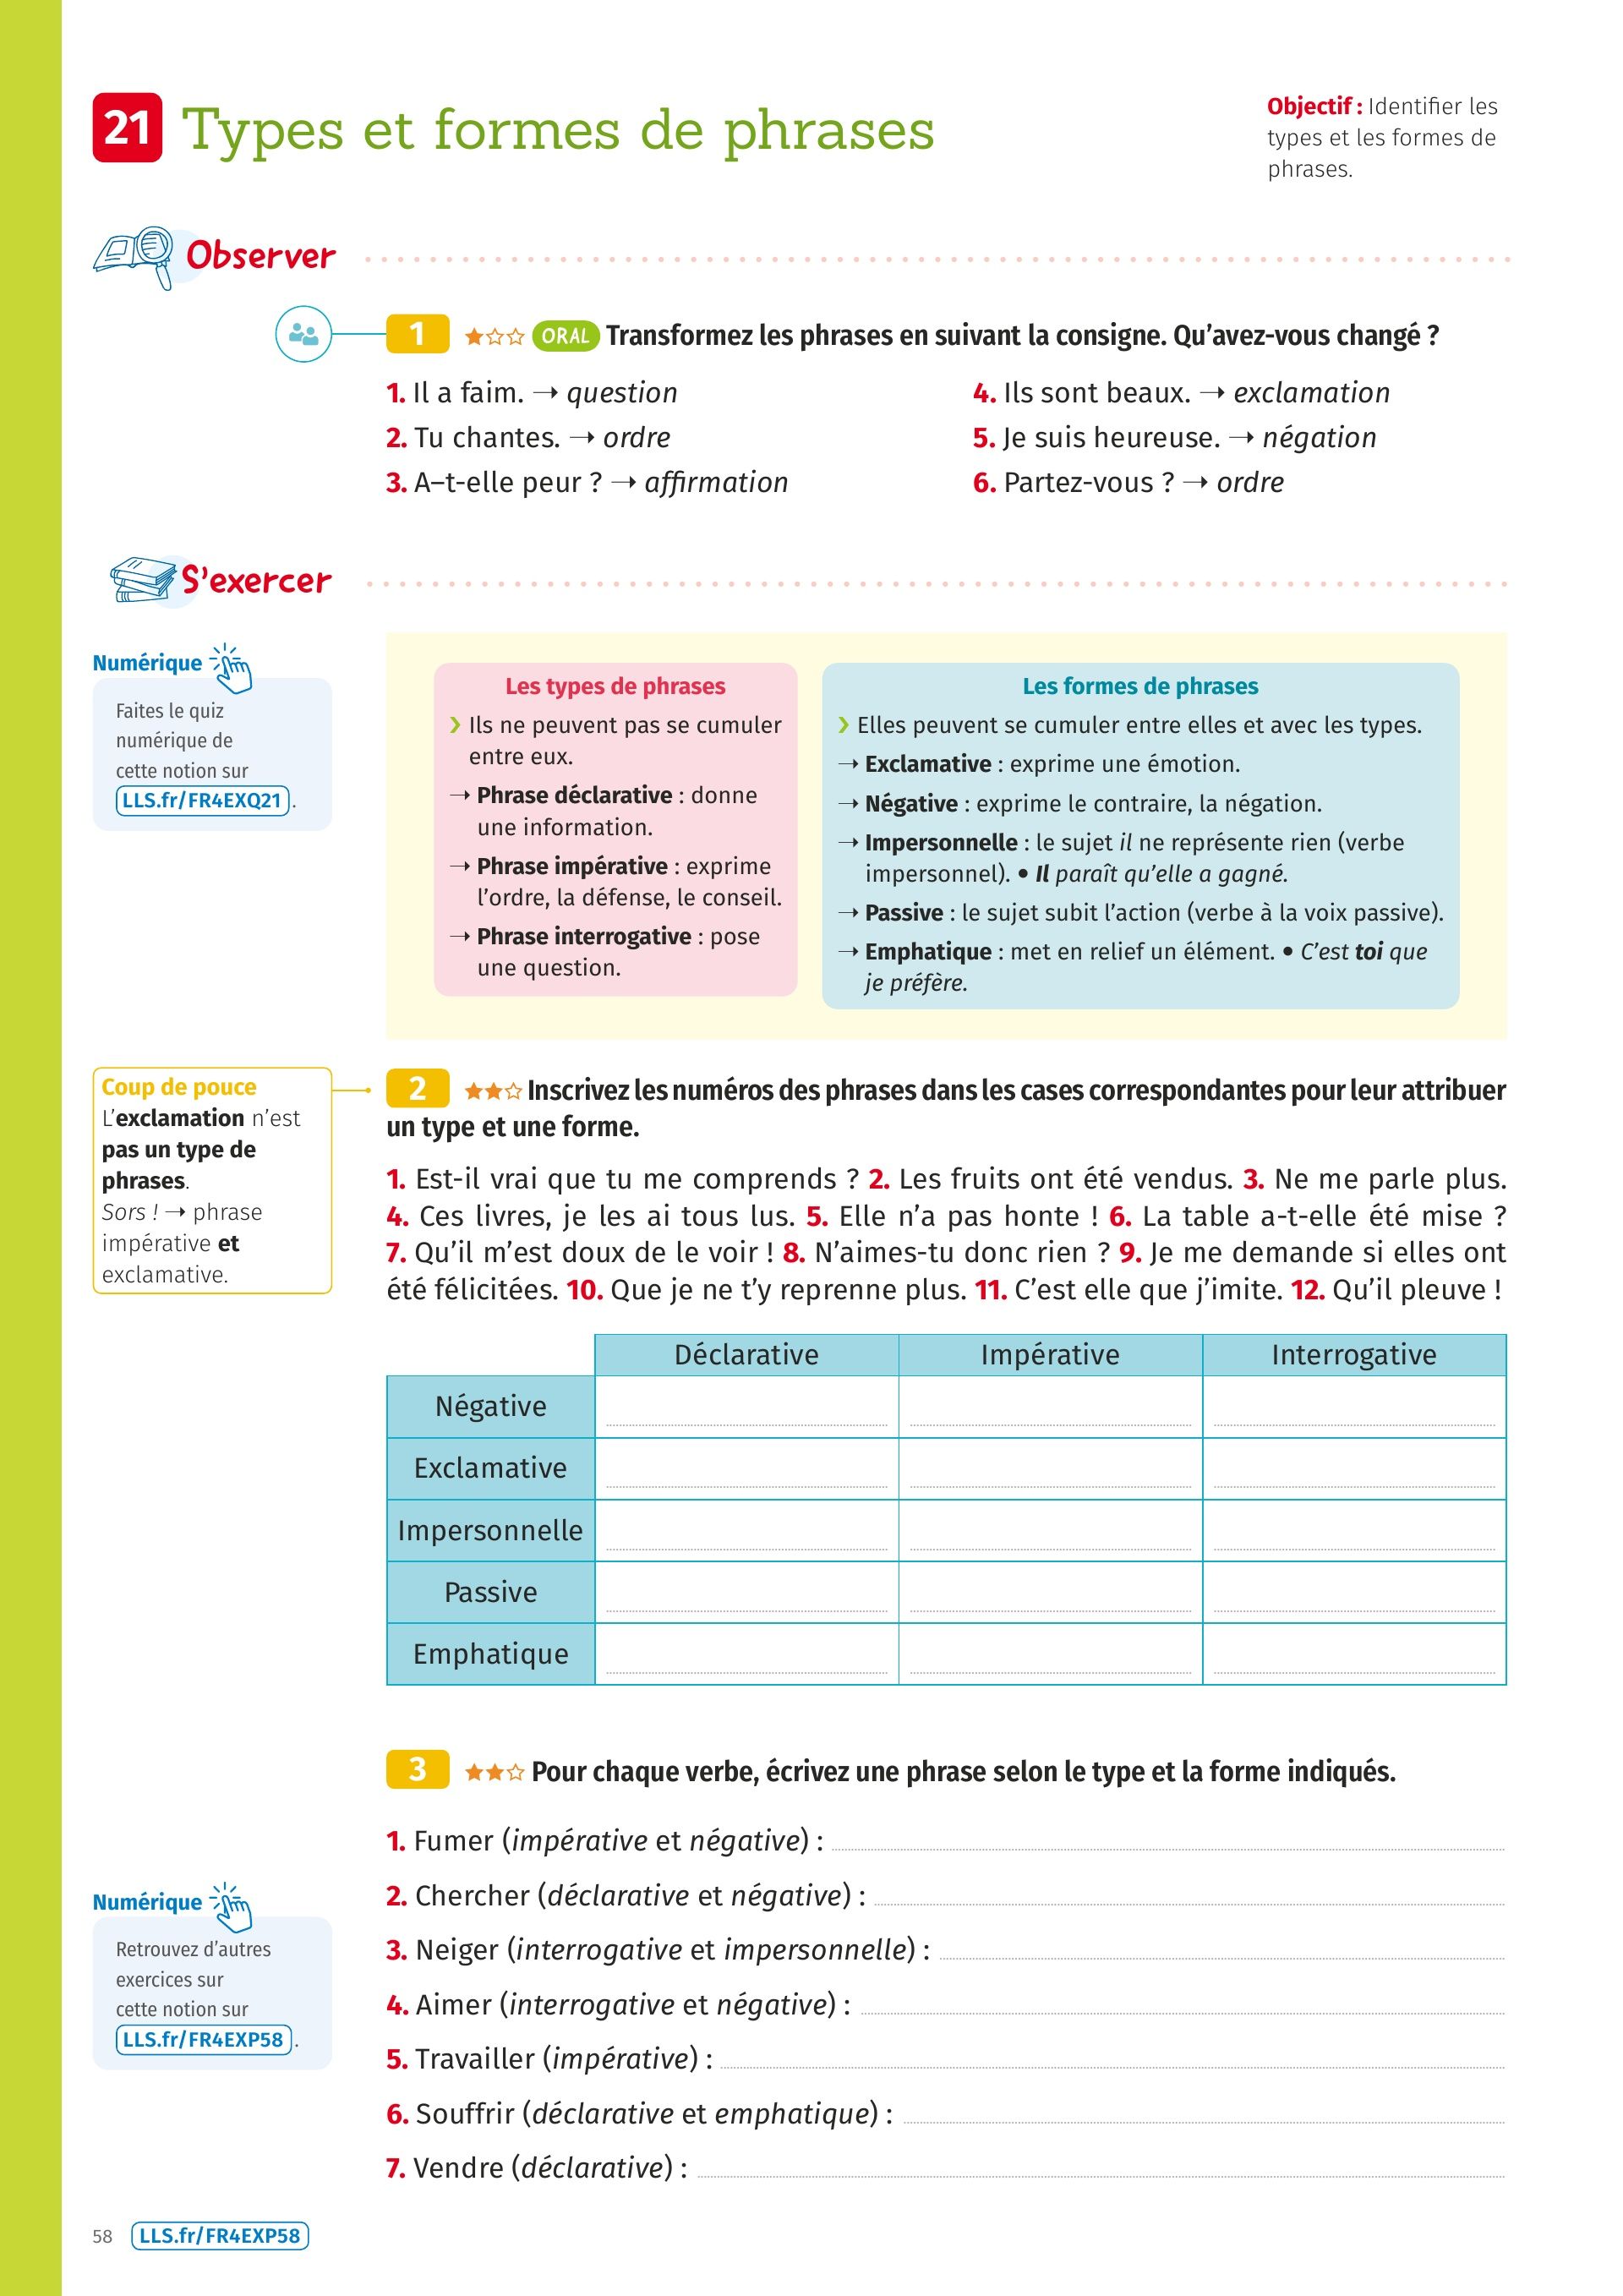 21 Types et formes de phrases
Objectif : Identifier les
types et les formes de
phrases.
Observer
1 ORAL Transformez les phrases en suivant la consigne. Qu’avez-vous changé ?
1. Il a faim. → question
2. Tu chantes. → ordre
3. A–t-elle peur ? → affirmation
4. Ils sont beaux. → exclamation
5. Je suis heureuse. → négation
6. Partez-vous ? → ordre
S’exercer
Numérique
Faites le quiz
numérique de
cette notion sur
LLS.fr/FR4EXQ21 .
Les types de phrases
› Ils ne peuvent pas se cumuler
entre eux.
→ Phrase déclarative : donne
une information.
→ Phrase impérative : exprime
l’ordre, la défense, le conseil.
→ Phrase interrogative : pose
une question.
Les formes de phrases
› Elles peuvent se cumuler entre elles et avec les types.
→ Exclamative : exprime une émotion.
→ Négative : exprime le contraire, la négation.
→ Impersonnelle : le sujet il ne représente rien (verbe
impersonnel). • Il paraît qu’elle a gagné.
→ Passive : le sujet subit l’action (verbe à la voix passive).
→ Emphatique : met en relief un élément. • C’est toi que
je préfère.
Coup de pouce
L’exclamation n’est
pas un type de
phrases.
Sors ! → phrase
impérative et
exclamative.
2 Inscrivez les numéros des phrases dans les cases correspondantes pour leur attribuer
un type et une forme.
1. Est-il vrai que tu me comprends ? 2. Les fruits ont été vendus. 3. Ne me parle plus.
4. Ces livres, je les ai tous lus. 5. Elle n’a pas honte ! 6. La table a-t-elle été mise ?
7. Qu’il m’est doux de le voir ! 8. N’aimes-tu donc rien ? 9. Je me demande si elles ont
été félicitées. 10. Que je ne t’y reprenne plus. 11. C’est elle que j’imite. 12. Qu’il pleuve !
Déclarative Impérative Interrogative
Négative
Exclamative
Impersonnelle
Passive
Emphatique
3 Pour chaque verbe, écrivez une phrase selon le type et la forme indiqués.
1. Fumer (impérative et négative) :
2. Chercher (déclarative et négative) :
3. Neiger (interrogative et impersonnelle) :
4. Aimer (interrogative et négative) :
5. Travailler (impérative) :
6. Souffrir (déclarative et emphatique) :
7. Vendre (déclarative) :
Numérique
Retrouvez d’autres
exercices sur
cette notion sur
LLS.fr/FR4EXP58 .
58 LLS.fr/FR4EXP58